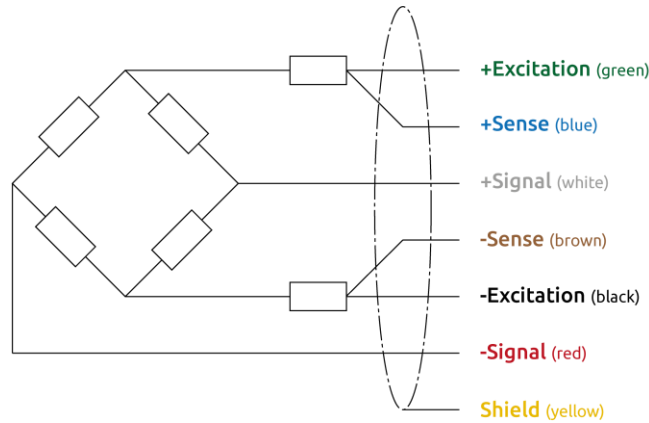 +Excitation (green)
+Sense (blue)
+Signal (white)
-Sense (brown)
-Excitation (black)
-Signal (red)
Shield (yellow)